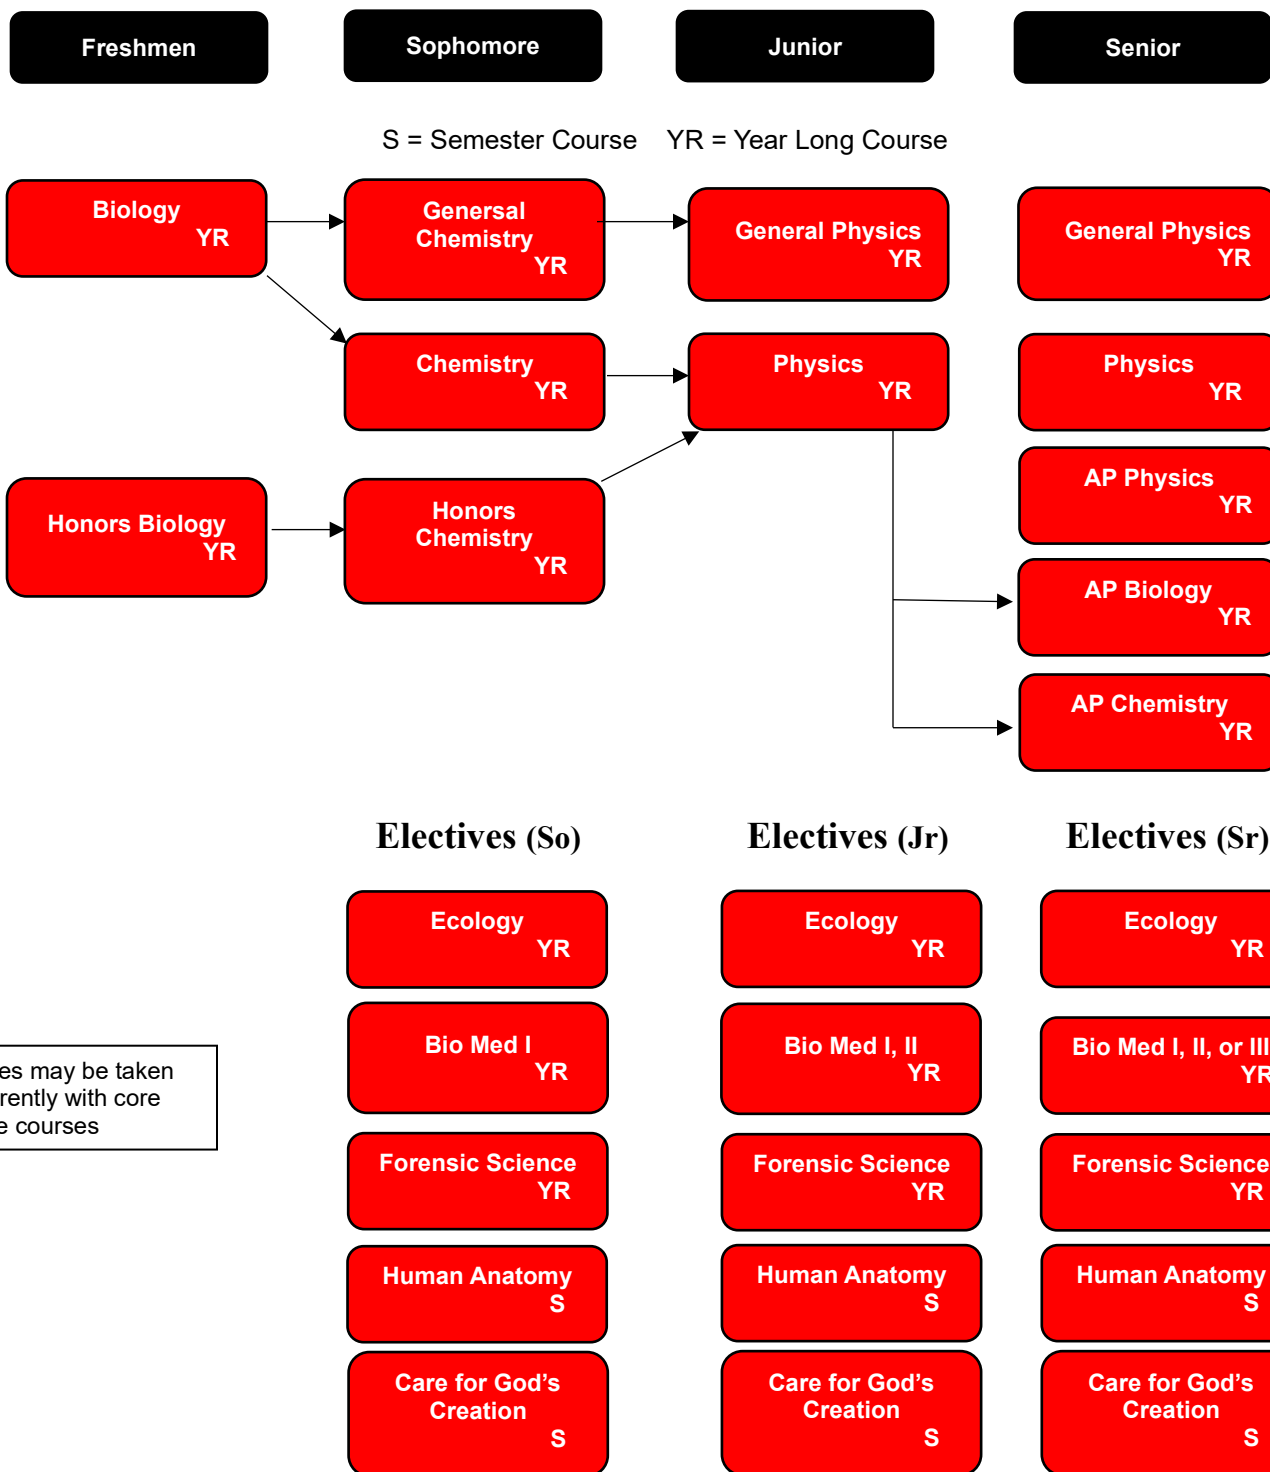 Freshmen
Sophomore
Junior
Senior
S = Semester Course YR = Year Long Course
Biology
YR
Genersal
Chemistry
YR
General Physics
YR
General Physics
YR
Chemistry
YR
Physics
YR
Physics
YR
AP Physics
YR
Honors Biology
YR
Honors
Chemistry
YR
AP Biology
YR
AP Chemistry
YR
Electives (So)
Electives (Jr)
Electives (Sr)
Ecology
YR
Ecology
YR
Ecology
YR
Bio Med I
YR
Bio Med I, II
YR
Bio Med I, II, or III
YR
es may be taken
rently with core
e courses
Forensic Science
YR
Forensic Science
YR
Forensic Science
YR
Human Anatomy
S
Human Anatomy
S
Human Anatomy
S
Care for God’s
Creation
S
Care for God’s
Creation
S
Care for God’s
Creation
S